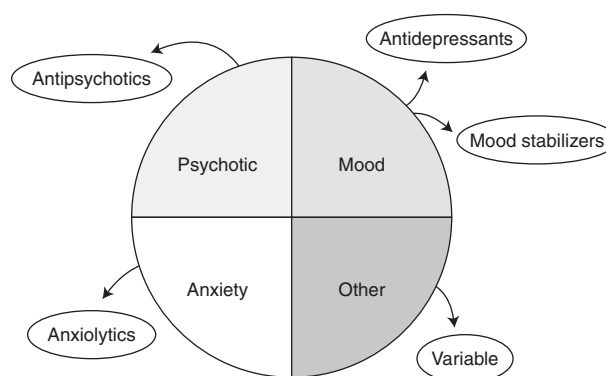 Antidepressants
Antipsychotics
Mood stabilizers
Psychotic
Mood
Anxiety
Other
Anxiolytics
Variable